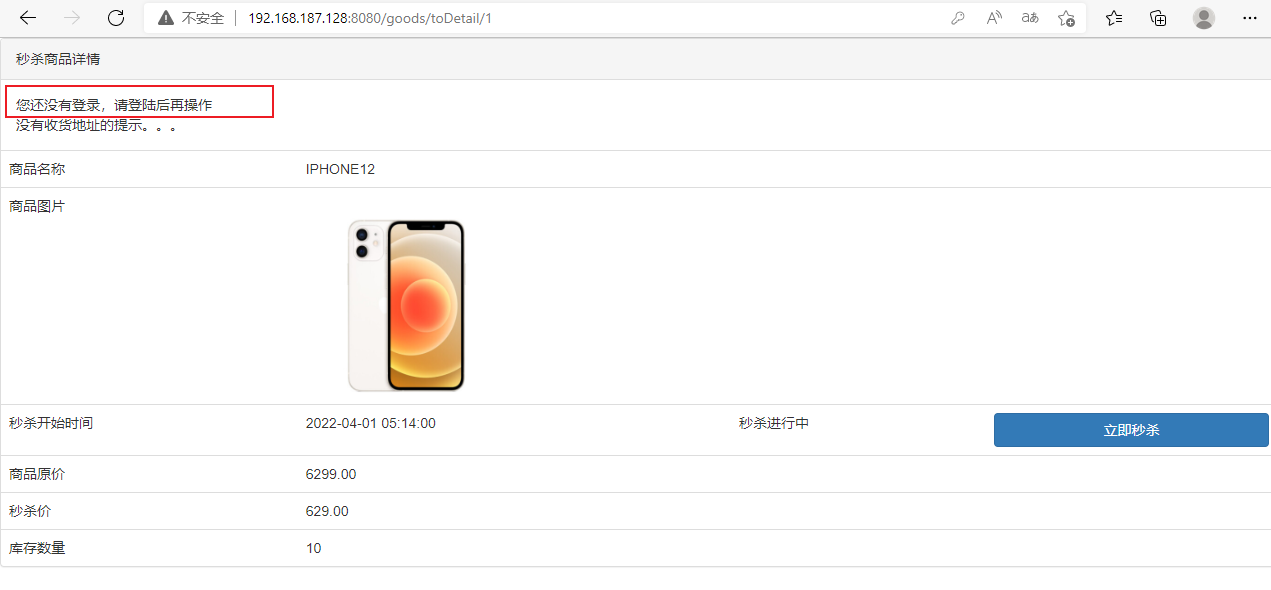 不安全 192.168.187.128:8080/goods/toDetail/1
秒杀商品详情
您还没有登录，请登陆后再操作
没有收货地址的提示。。。
商品名称 IPHONE12
商品图片
秒杀开始时间 2022-04-01 05:14:00 秒杀进行中 立即秒杀
商品原价 6299.00
秒杀价 629.00
库存数量 10